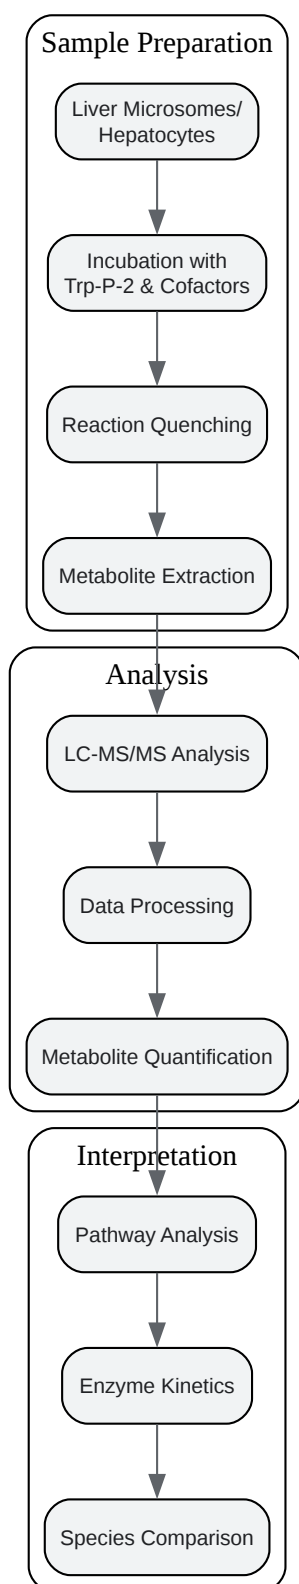 Sample Preparation
Liver Microsomes/
Hepatocytes
Incubation with
Trp-P-2 & Cofactors
Reaction Quenching
Metabolite Extraction
Analysis
LC-MS/MS Analysis
Data Processing
Metabolite Quantification
Interpretation
Pathway Analysis
Enzyme Kinetics
Species Comparison